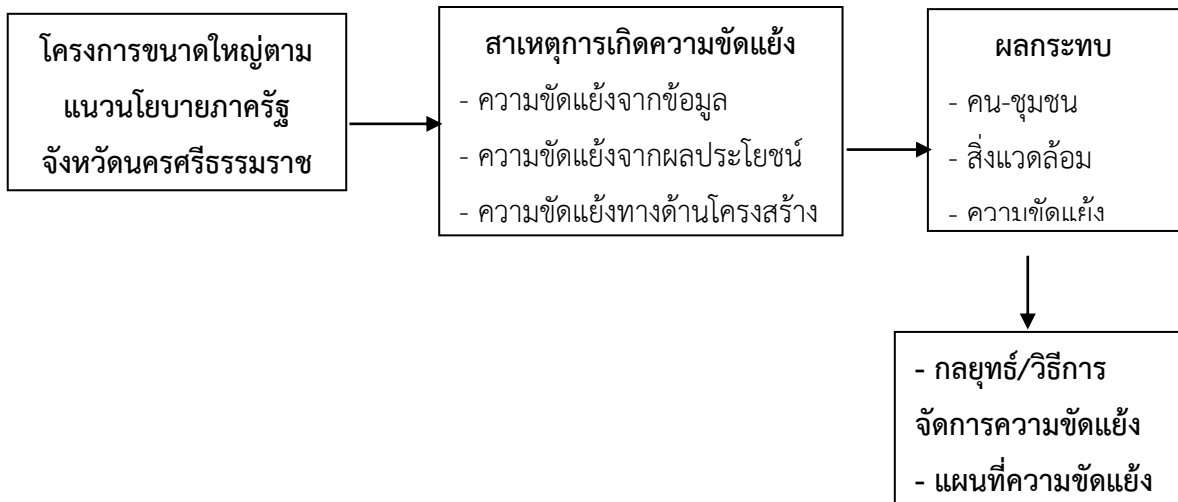 โครงการขนาดใหญ่ตาม
แนวนโยบายภาครัฐ
จังหวัดนครศรีธรรมราช
สาเหตุการเกิดความขัดแย้ง
- ความขัดแย้งจากข้อมูล
- ความขัดแย้งจากผลประโยชน์
- ความขัดแย้งทางด้านโครงสร้าง
ผลกระทบ
- คน-ชุมชน
- สิ่งแวดล้อม
- ความขัดแย้ง
- กลยุทธ์/วิธีการ
จัดการความขัดแย้ง
- แผนที่ความขัดแย้ง